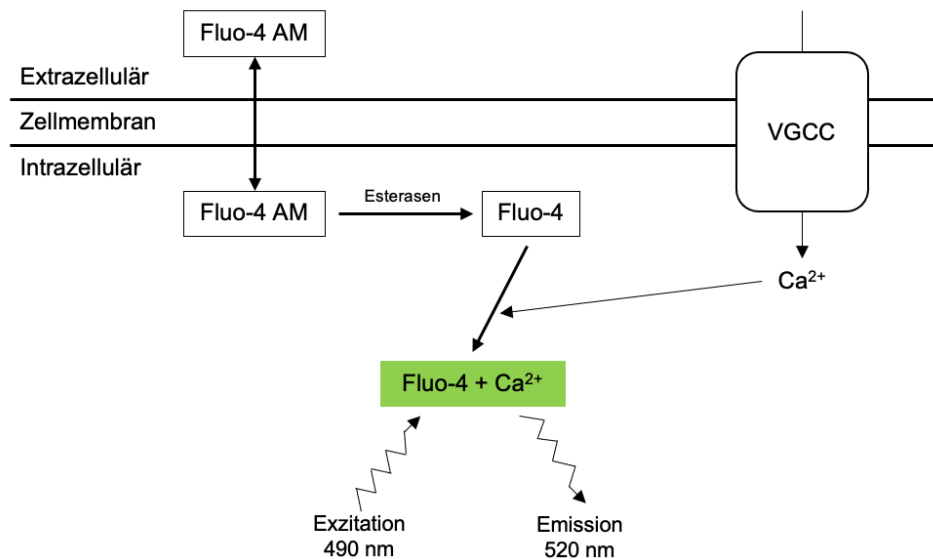 Fluo-4 AM
Extrazellulär
Zellmembran
VGCC
Intrazellulär
Fluo-4 AM
Esterasen
Fluo-4
Ca²⁺
Fluo-4 + Ca²⁺
Exzitation
490 nm
Emission
520 nm